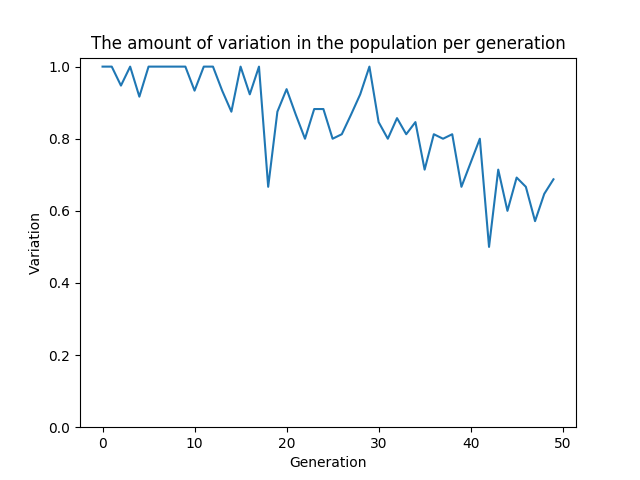 The amount of variation in the population per generation
1.0
0.8
0.6
0.4
0.2
0.0
Variation
0 10 20 30 40 50
Generation